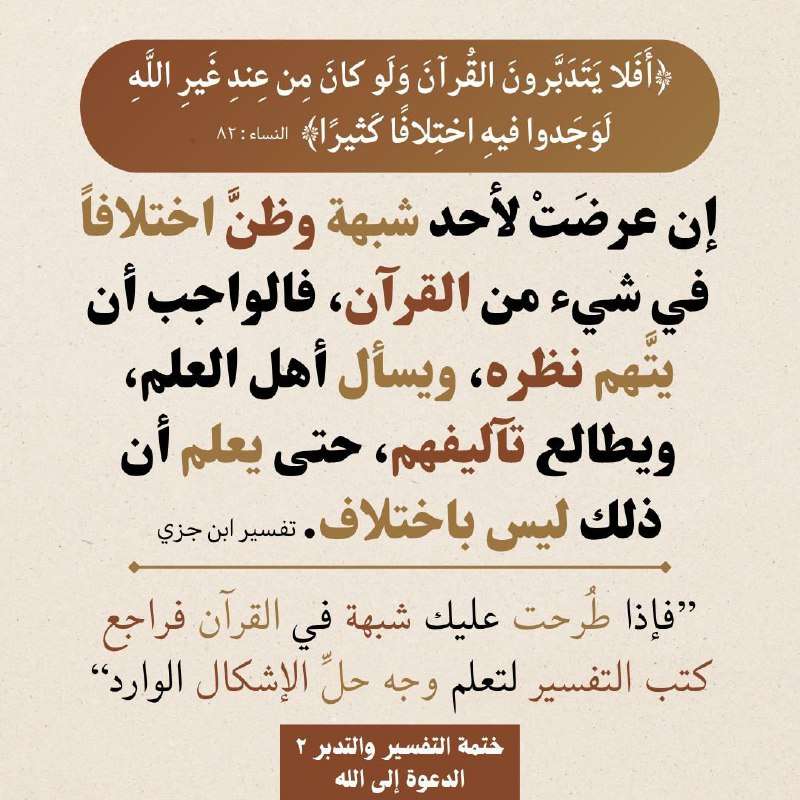 ﴿أَفَلا يَتَدَبَّرونَ القُرآنَ وَلَو كانَ مِن عِندِ غَيرِ اللَّهِ
لَوَجَدوا فيهِ اختِلافًا كَثيرًا﴾ النساء : ٨٢
إن عرضَتْ لأحد شبهة وظنَّ اختلافاً
في شيء من القرآن، فالواجب أن
يتَّهم نظره، ويسأل أهل العلم،
ويطالع تآليفهم، حتى يعلم أن
ذلك ليس باختلاف. تفسير ابن جزي
”فإذا طُرحت عليك شبهة في القرآن فراجع
كتب التفسير لتعلم وجه حلِّ الإشكال الوارد“
ختمة التفسير والتدبر ٢
الدعوة إلى الله